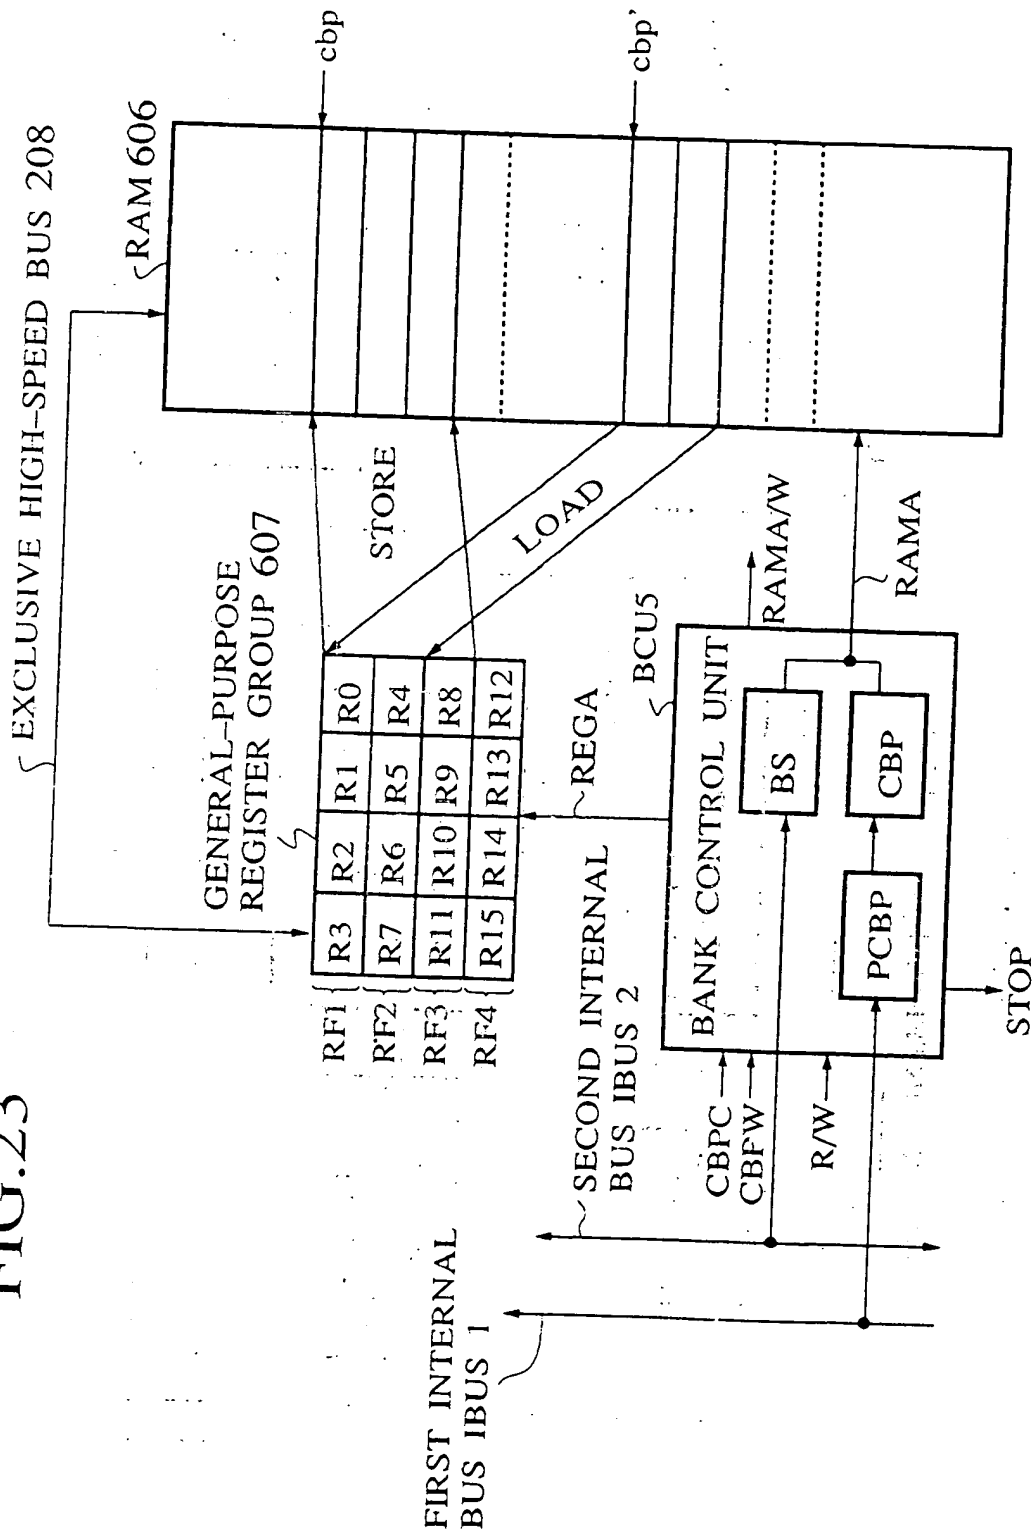 FIG.23
EXCLUSIVE HIGH-SPEED BUS 208
GENERAL-PURPOSE
REGISTER GROUP 607
RAM 606
RF1
RF2
RF3
RF4
R3 R2 R1 R0
R7 R6 R5 R4
R11 R10 R9 R8
R15 R14 R13 R12
STORE
LOAD
cbp
cbp'
FIRST INTERNAL
BUS IBUS 1
SECOND INTERNAL
BUS IBUS 2
REGA
BCU5
CBPC
CBPW
R/W
BANK CONTROL UNIT
BS
PCBP
CBP
RAMA/W
RAMA
STOP